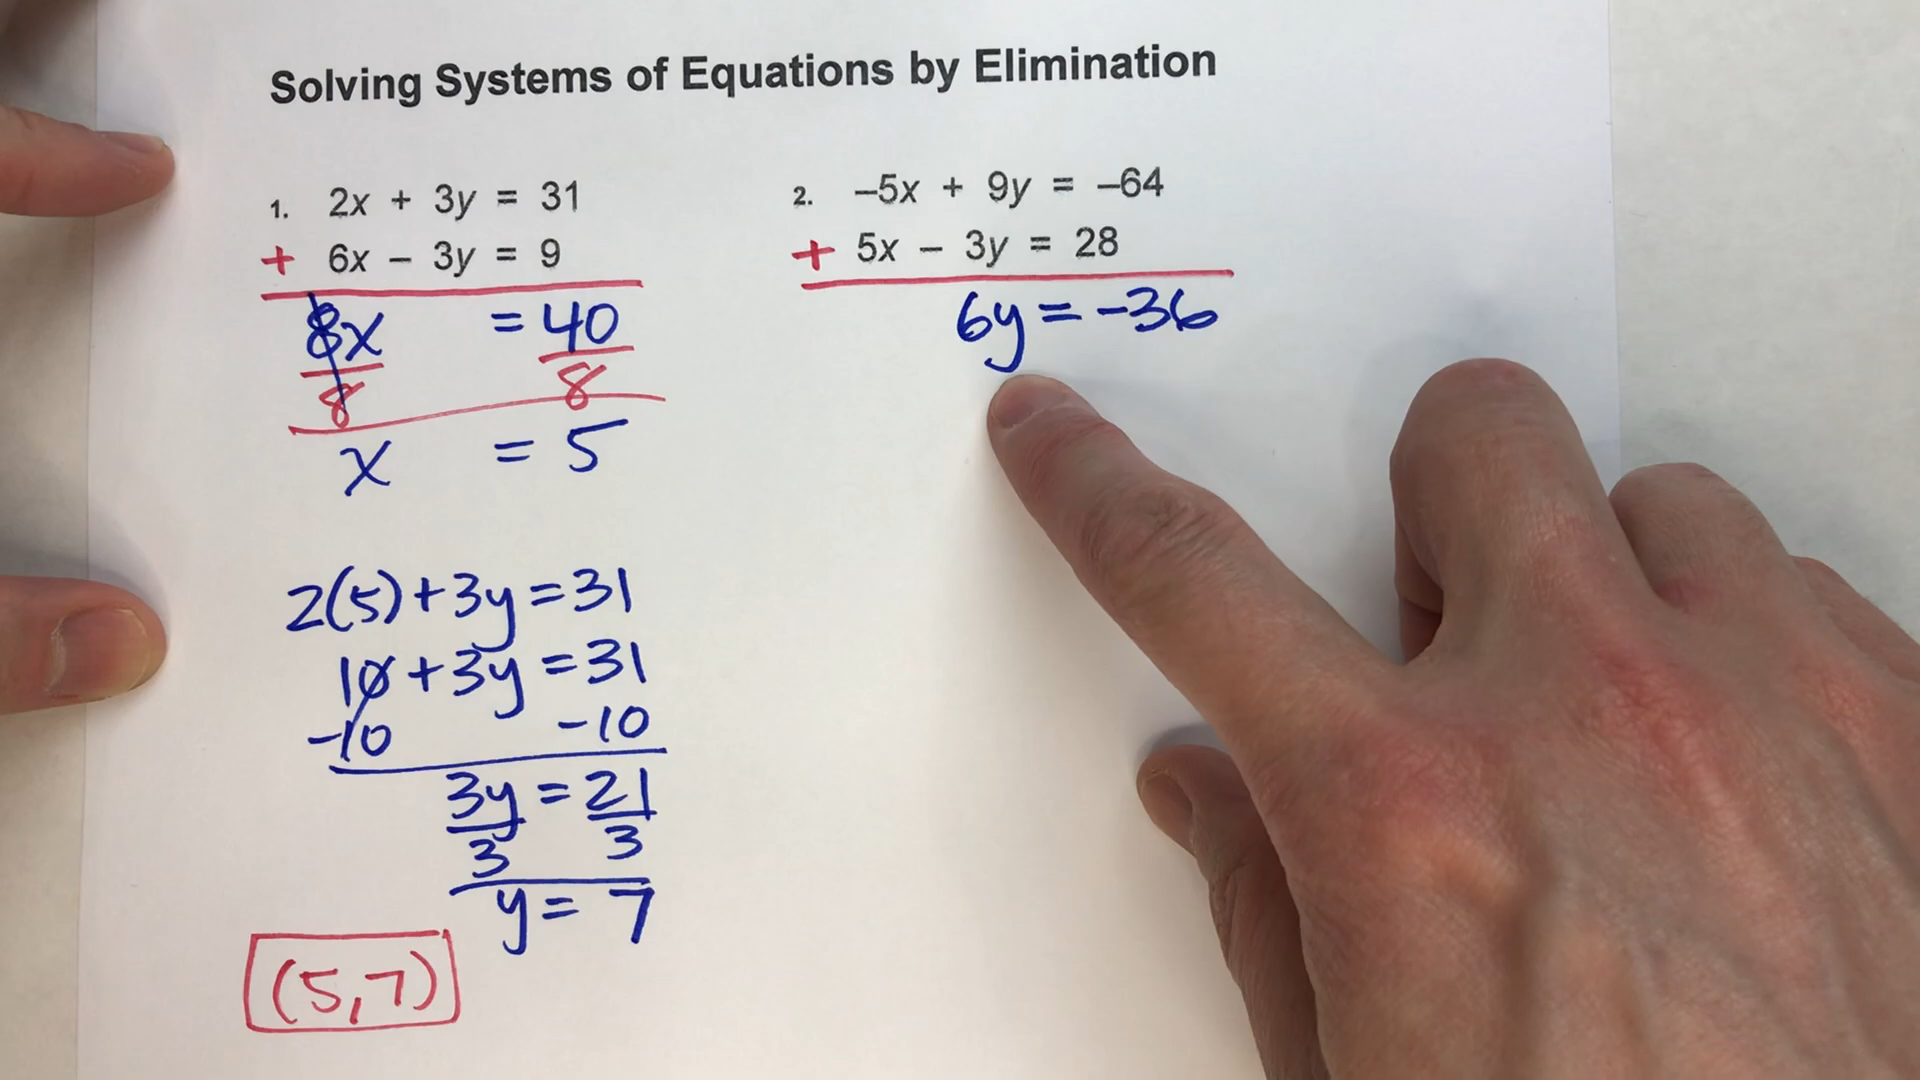 Solving Systems of Equations by Elimination
1. 2x + 3y = 31
+ 6x – 3y = 9
8x = 40
8 8
x = 5
2(5)+3y=31
10+3y=31
-10 -10
3y=21
3 3
y= 7
(5,7)
2. –5x + 9y = –64
+ 5x – 3y = 28
6y=-36